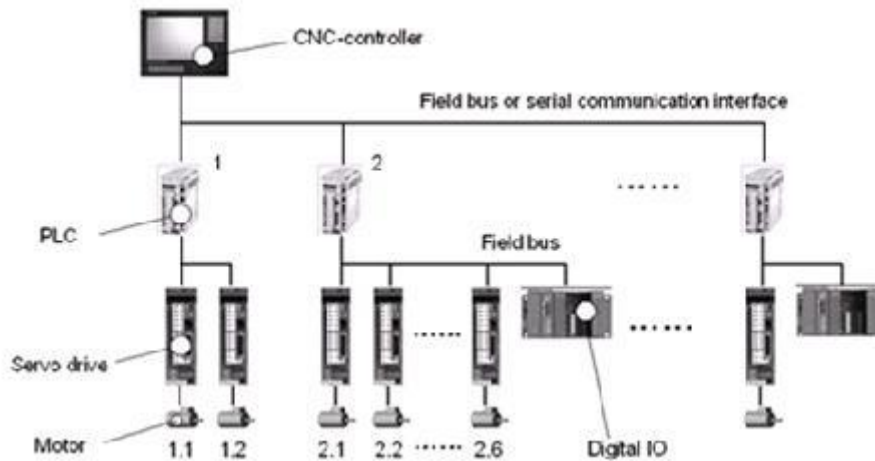 CNC-controller
Field bus or serial communication interface
1
2
PLC
Field bus
Servo drive
Motor
1.1 1.2 2.1 2.2 ...... 2.6
Digital IO